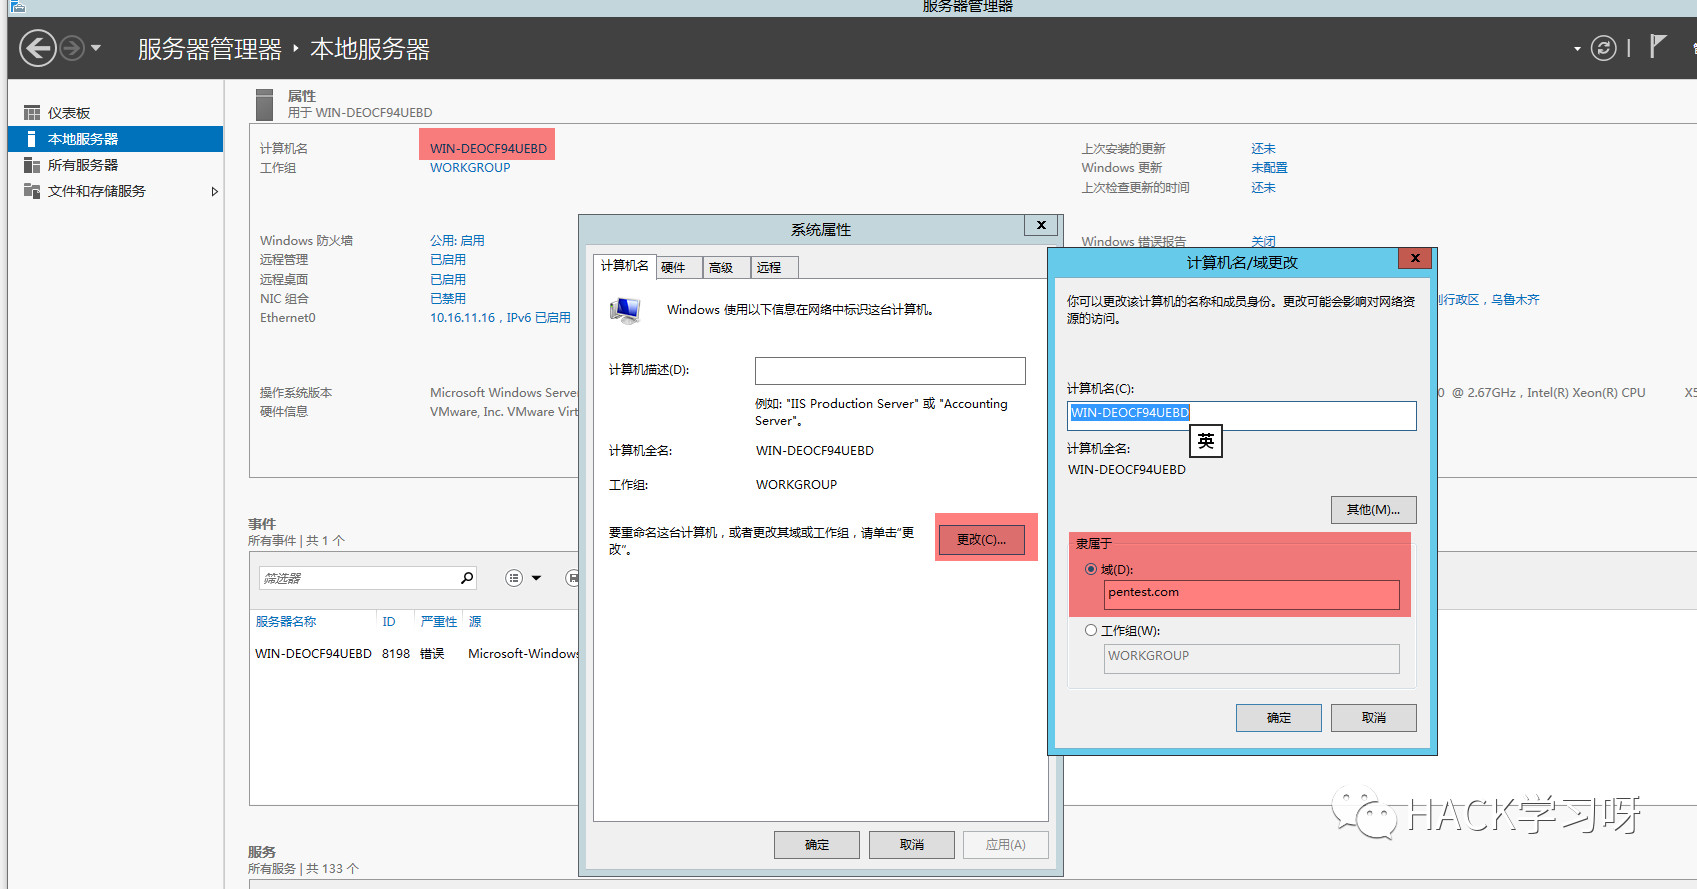 服务器管理器
服务器管理器 · 本地服务器
仪表板
本地服务器
所有服务器
文件和存储服务
属性
用于 WIN-DEOCF94UEBD
计算机名 WIN-DEOCF94UEBD
工作组 WORKGROUP
上次安装的更新 还未
Windows 更新 未配置
上次检查更新的时间 还未
Windows 防火墙 公用: 启用
远程管理 已启用
远程桌面 已启用
NIC 组合 已禁用
Ethernet0 10.16.11.16，IPv6 已启用
Windows 错误报告 关闭
行政区，乌鲁木齐
操作系统版本 Microsoft Windows Server
硬件信息 VMware, Inc. VMware Virt
0 @ 2.67GHz，Intel(R) Xeon(R) CPU X5
事件
所有事件 | 共 1 个
筛选器
服务器名称 ID 严重性 源
WIN-DEOCF94UEBD 8198 错误 Microsoft-Windows
服务
所有服务 | 共 133 个
系统属性
x
计算机名 硬件 高级 远程
Windows 使用以下信息在网络中标识这台计算机。
计算机描述(D):
例如: "IIS Production Server" 或 "Accounting
Server"。
计算机全名: WIN-DEOCF94UEBD
工作组: WORKGROUP
要重命名这台计算机，或者更改其域或工作组，请单击“更
改”。
更改(C)...
确定 取消 应用(A)
计算机名/域更改
x
你可以更改该计算机的名称和成员身份。更改可能会影响对网络资
源的访问。
计算机名(C):
WIN-DEOCF94UEBD
英
计算机全名:
WIN-DEOCF94UEBD
其他(M)...
隶属于
域(D):
pentest.com
工作组(W):
WORKGROUP
确定 取消
HACK学习呀